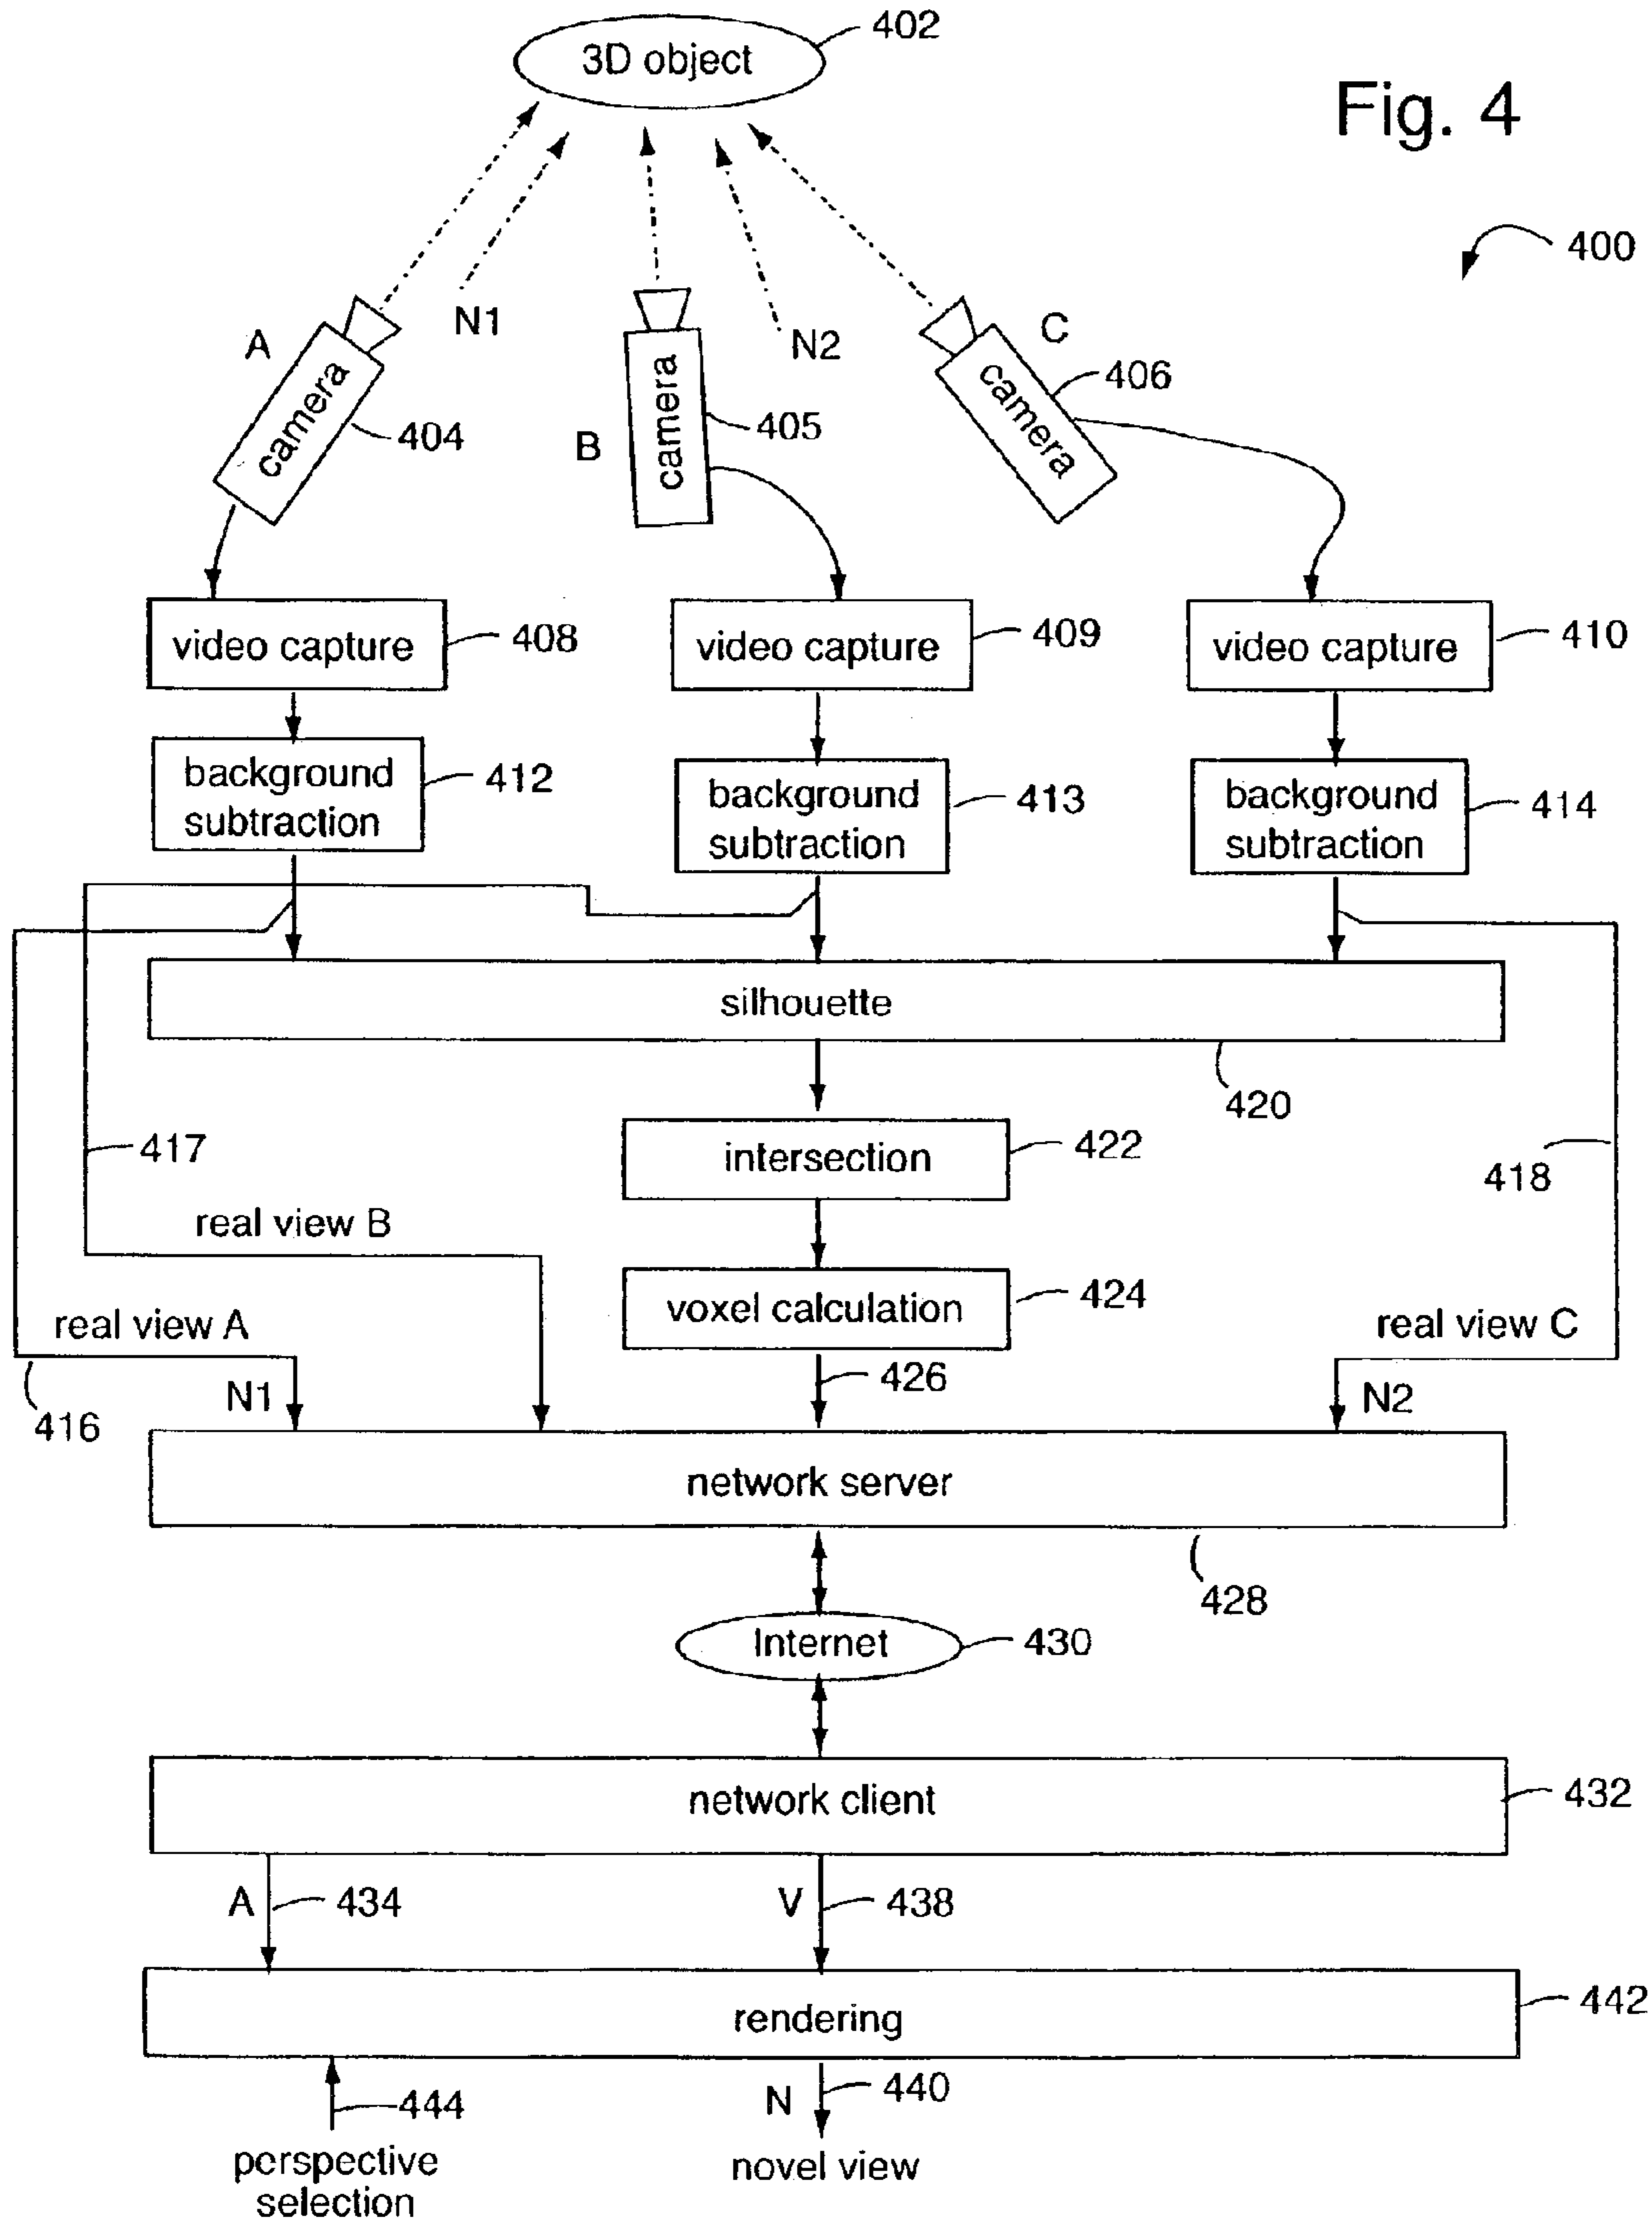 402
3D object
Fig. 4
400
N1
A
N2
C
camera
404
B
camera
405
camera
406
video capture
408
video capture
409
video capture
410
background
subtraction
412
background
subtraction
413
background
subtraction
414
silhouette
420
417
intersection
422
418
real view B
voxel calculation
424
real view A
real view C
426
N1
N2
416
network server
428
Internet
430
network client
432
A
434
V
438
rendering
442
444
N
440
perspective
selection
novel view